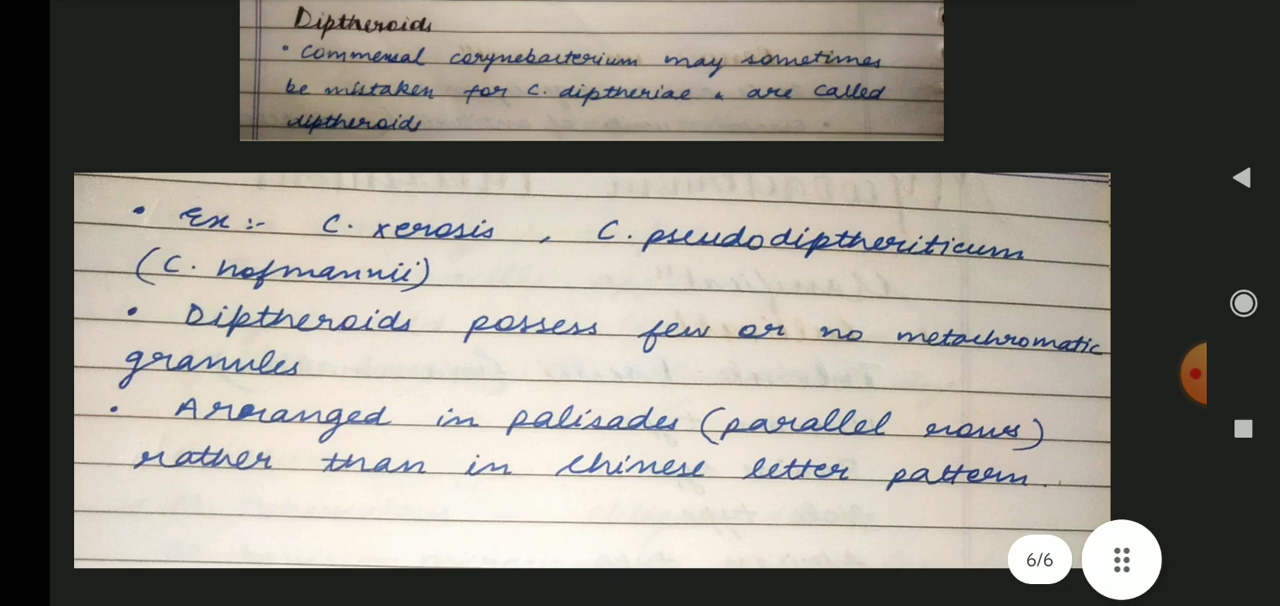 Diptheroids
• Commensal corynebacterium may sometimes
be mistaken for C. diptheriae & are called
diptheroids
• Ex :- C. xerosis , C. pseudodiptheriticum
(C. hofmannii)
• Diptheroids possess few or no metachromatic
granules
• Arranged in palisades (parallel rows)
rather than in chinese letter pattern.
6/6